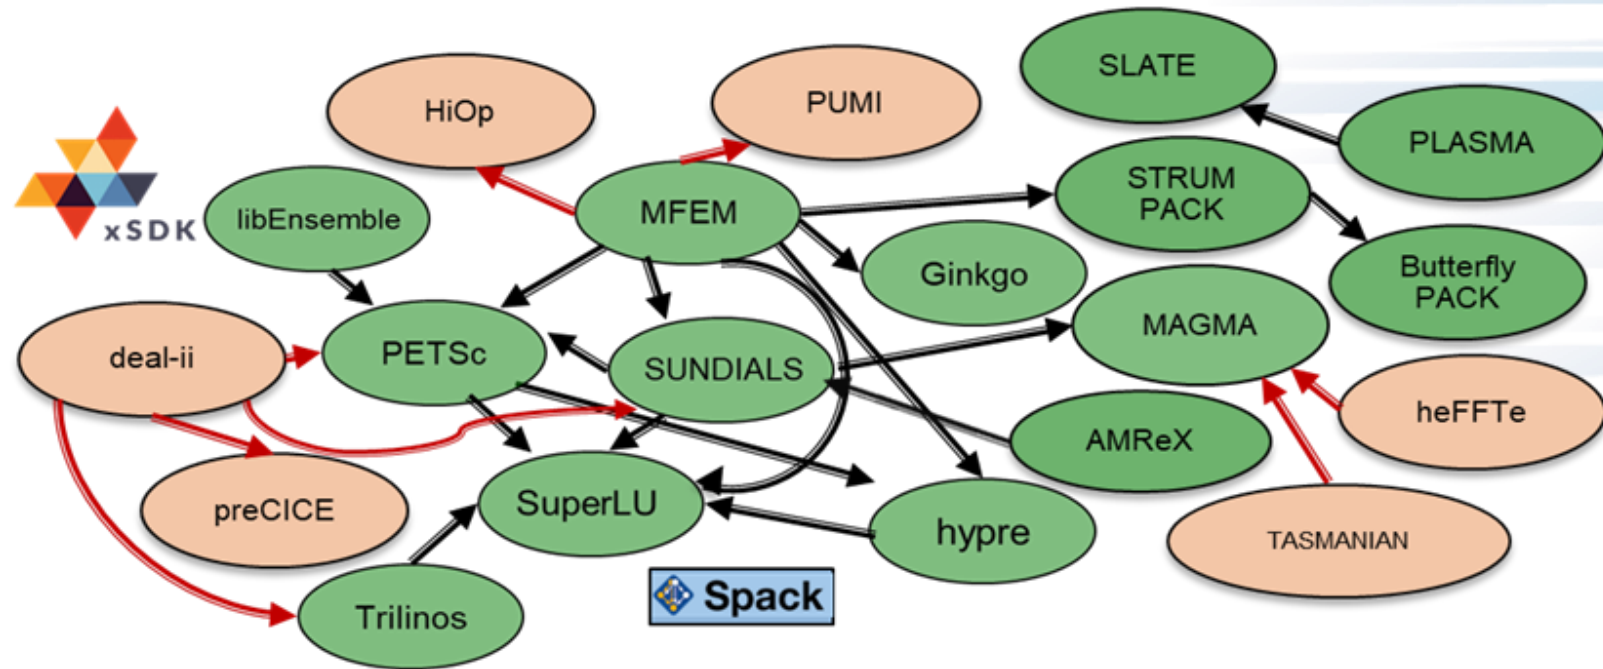 SLATE
HiOp
PUMI
PLASMA
STRUM
PACK
xSDK
libEnsemble
MFEM
Ginkgo
Butterfly
PACK
MAGMA
deal-ii
PETSc
SUNDIALS
heFFTe
AMReX
preCICE
SuperLU
hypre
TASMANIAN
Spack
Trilinos